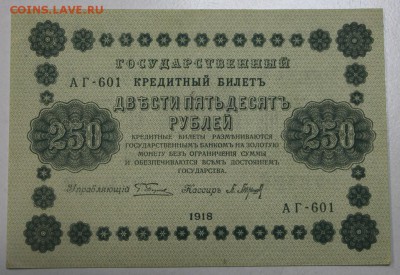 COINS.LAVE.RU
ГОСУДАРСТВЕННЫЙ
АГ-601 КРЕДИТНЫЙ БИЛЕТЪ
ДВѢСТИ ПЯТЬДЕСЯТЪ
РУБЛЕЙ
250 250
КРЕДИТНЫЕ БИЛЕТЫ РАЗМѢНИВАЮТСЯ
ГОСУДАРСТВЕННЫМЪ БАНКОМЪ НА ЗОЛОТУЮ
МОНЕТУ БЕЗЪ ОГРАНИЧЕНІЯ СУММЫ
И ОБЕЗПЕЧИВАЮТСЯ ВСѢМЪ ДОСТОЯНІЕМЪ
ГОСУДАРСТВА.
Управляющій Кассиръ
1918
АГ-601